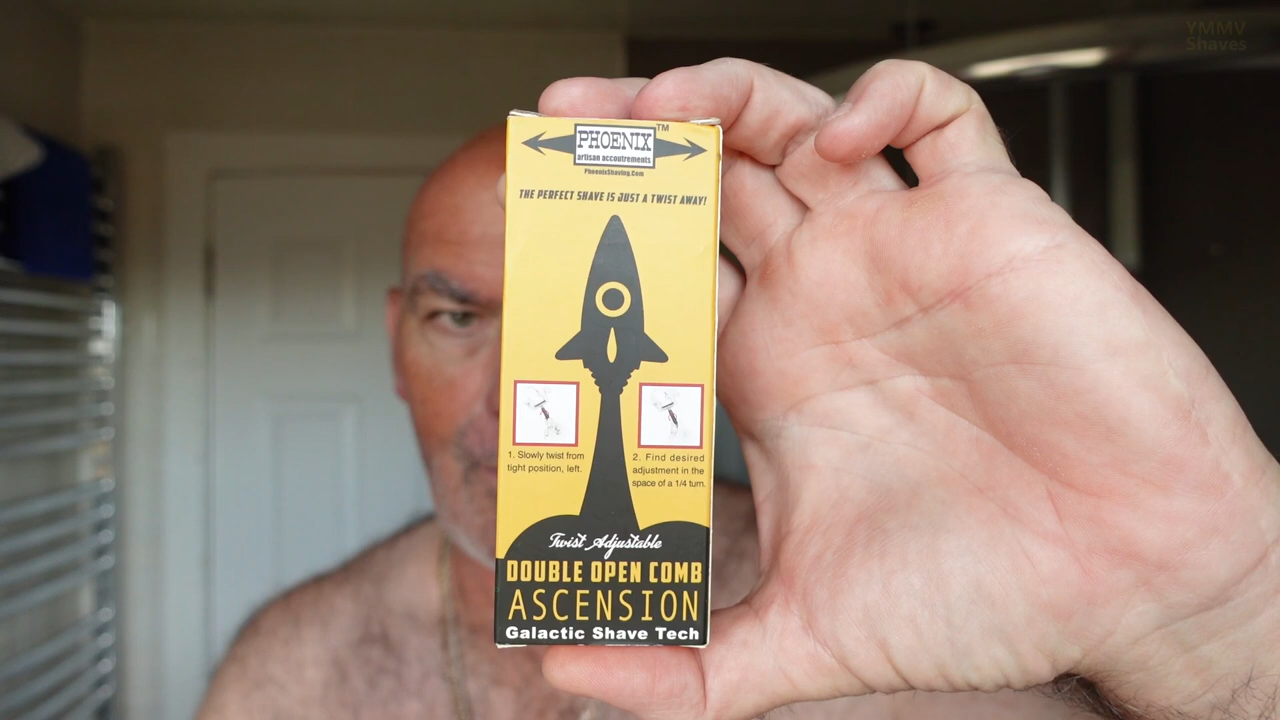 YMMV
Shaves
PHOENIX™
artisan accoutrements
PhoenixShaving.Com
THE PERFECT SHAVE IS JUST A TWIST AWAY!
1. Slowly twist from
tight position, left.
2. Find desired
adjustment in the
space of a 1/4 turn.
Twist Adjustable
DOUBLE OPEN COMB
ASCENSION
Galactic Shave Tech